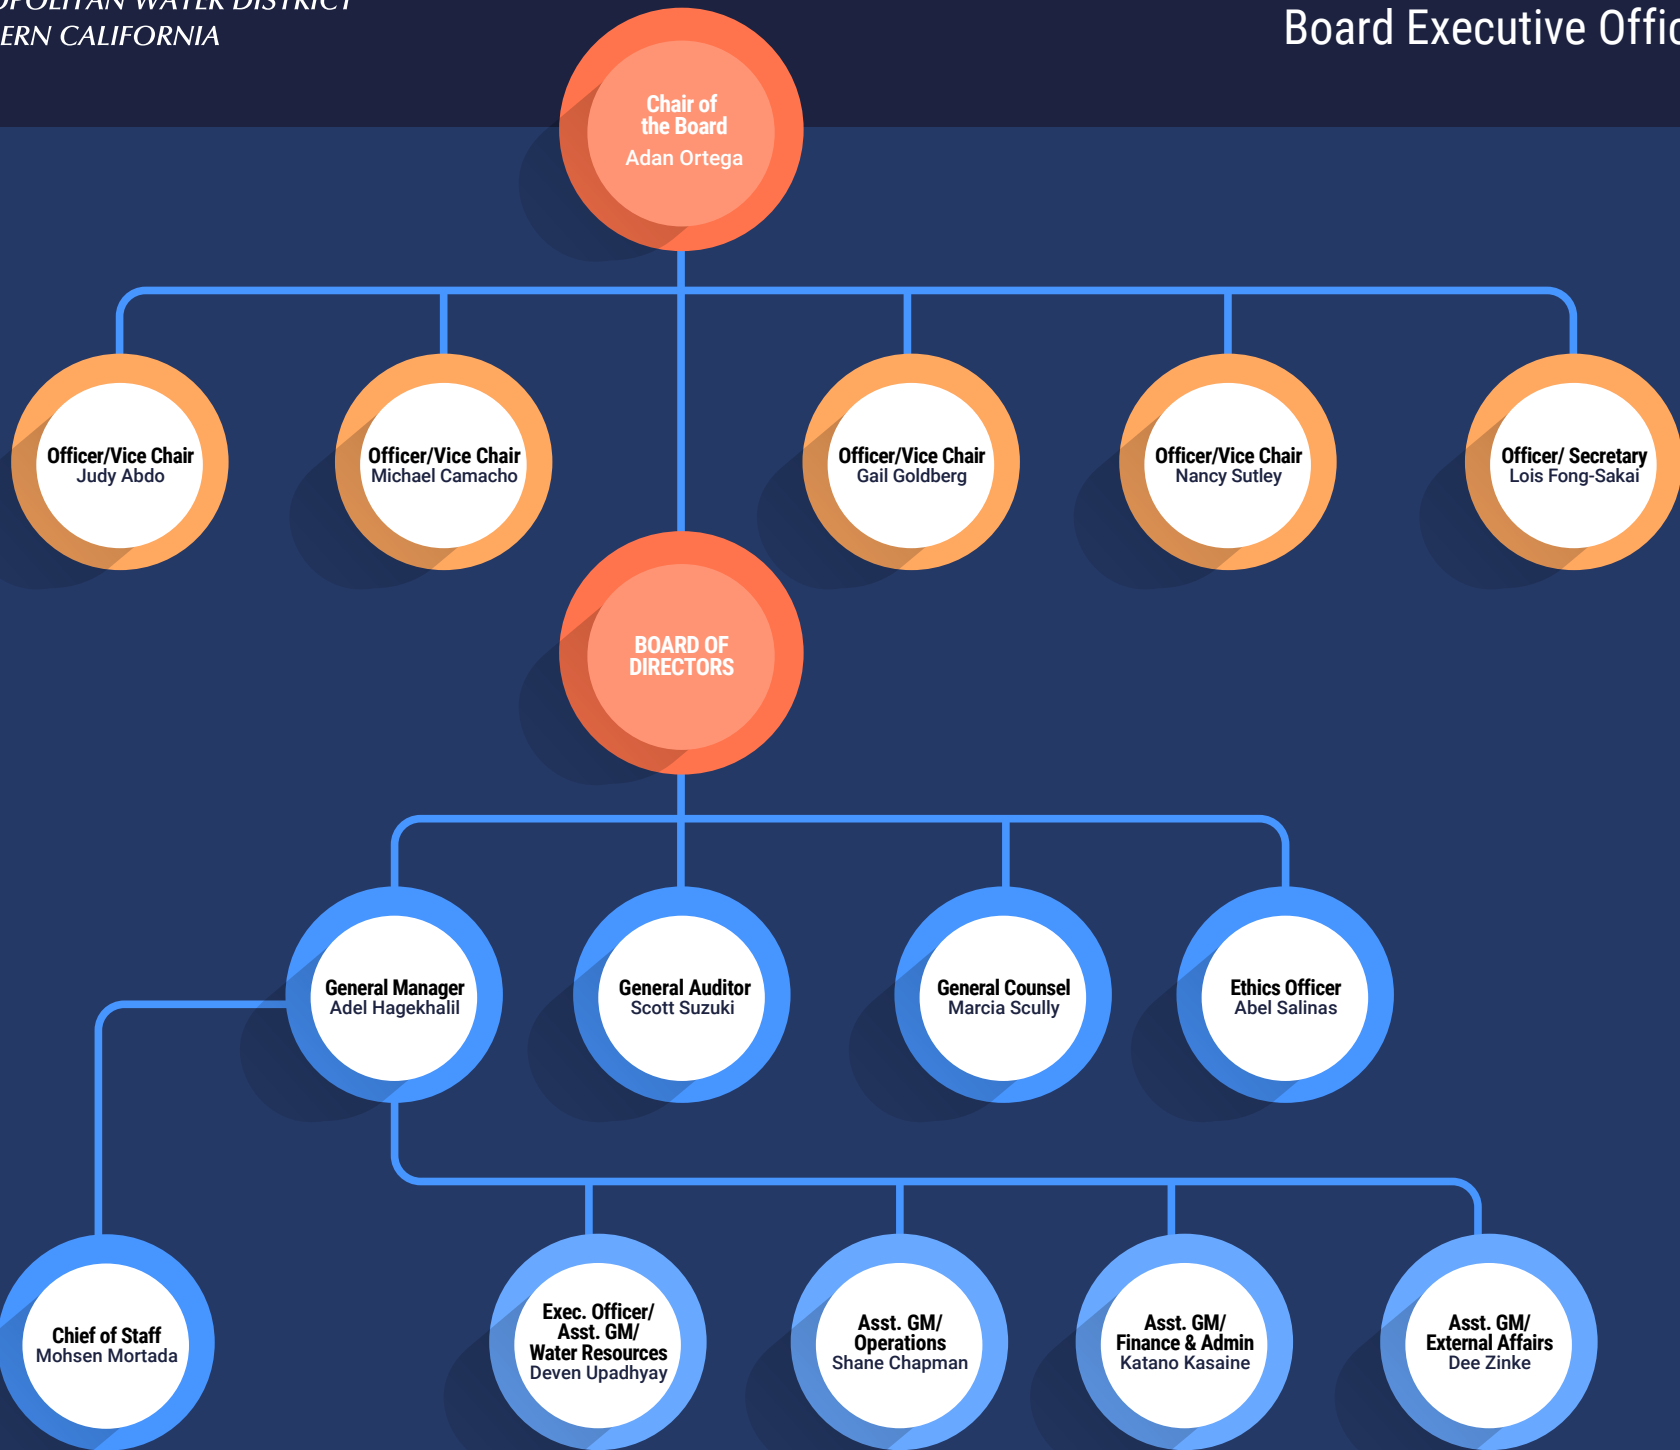 WATER DISTRICT
CALIFORNIA
Board Executive
Chair of
the Board
Adan Ortega
Officer/Vice Chair
Judy Abdo
Officer/Vice Chair
Michael Camacho
Officer/Vice Chair
Gail Goldberg
Officer/Vice Chair
Nancy Sutley
Officer/ Secretary
Lois Fong-Sakai
BOARD OF
DIRECTORS
General Manager
Adel Hagekhalil
General Auditor
Scott Suzuki
General Counsel
Marcia Scully
Ethics Officer
Abel Salinas
Chief of Staff
Mohsen Mortada
Exec. Officer/
Asst. GM/
Water Resources
Deven Upadhyay
Asst. GM/
Operations
Shane Chapman
Asst. GM/
Finance & Admin
Katano Kasaine
Asst. GM/
External Affairs
Dee Zinke